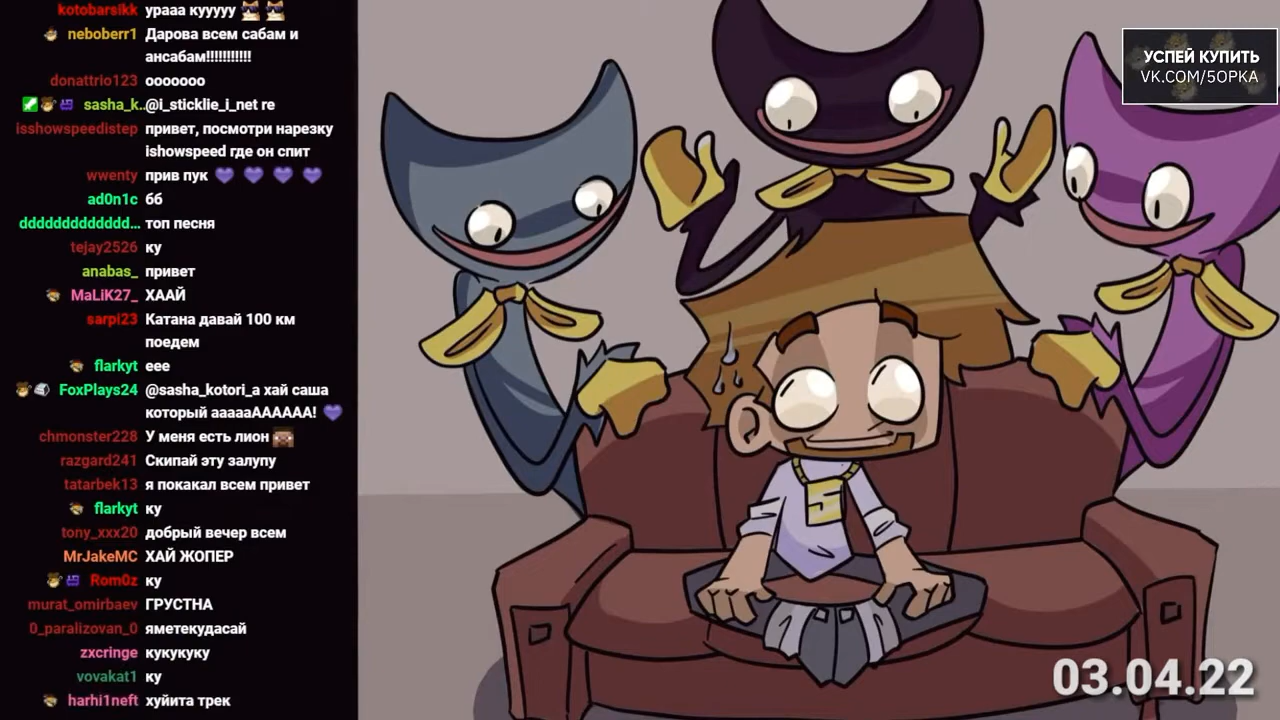 kotobarsikk урааа кууууу
neboberr1 Дарова всем сабам и
ансабам!!!!!!!!!!!
donattrio123 ооооооо
sasha_k.. @i_sticklie_i_net re
isshowspeedistep привет, посмотри нарезку
ishowspeed где он спит
wwenty прив пук
ad0n1c бб
ddddddddddddd... топ песня
tejay2526 ку
anabas_ привет
MaLiK27_ ХААЙ
sarpi23 Катана давай 100 км
поедем
flarkyt еее
FoxPlays24 @sasha_kotori_a хай саша
который аааааАААААА!
chmonster228 У меня есть лион
razgard241 Скипай эту залупу
tatarbek13 я покакал всем привет
flarkyt ку
tony_xxx20 добрый вечер всем
MrJakeMC ХАЙ ЖОПЕР
Rom0z ку
murat_omirbaev ГРУСТНА
0_paralizovan_0 яметекудасай
zxcringe кукукуку
vovakat1 ку
harhi1neft хуйита трек
УСПЕЙ КУПИТЬ
VK.COM/5OPKA
5
03.04.22